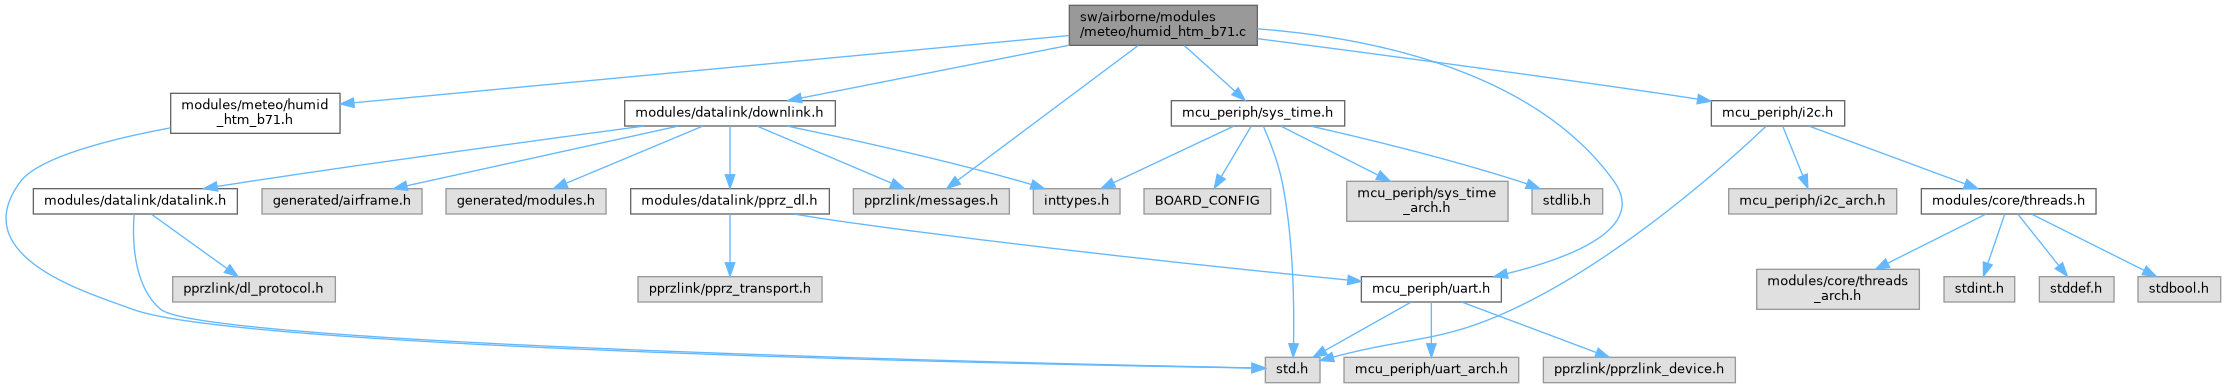 sw/airborne/modules
/meteo/humid_htm_b71.c
modules/meteo/humid
_htm_b71.h
modules/datalink/downlink.h
mcu_periph/sys_time.h
mcu_periph/i2c.h
modules/datalink/datalink.h
generated/airframe.h
generated/modules.h
modules/datalink/pprz_dl.h
pprzlink/messages.h
inttypes.h
BOARD_CONFIG
mcu_periph/sys_time
_arch.h
stdlib.h
mcu_periph/i2c_arch.h
modules/core/threads.h
pprzlink/dl_protocol.h
pprzlink/pprz_transport.h
mcu_periph/uart.h
modules/core/threads
_arch.h
stdint.h
stddef.h
stdbool.h
std.h
mcu_periph/uart_arch.h
pprzlink/pprzlink_device.h